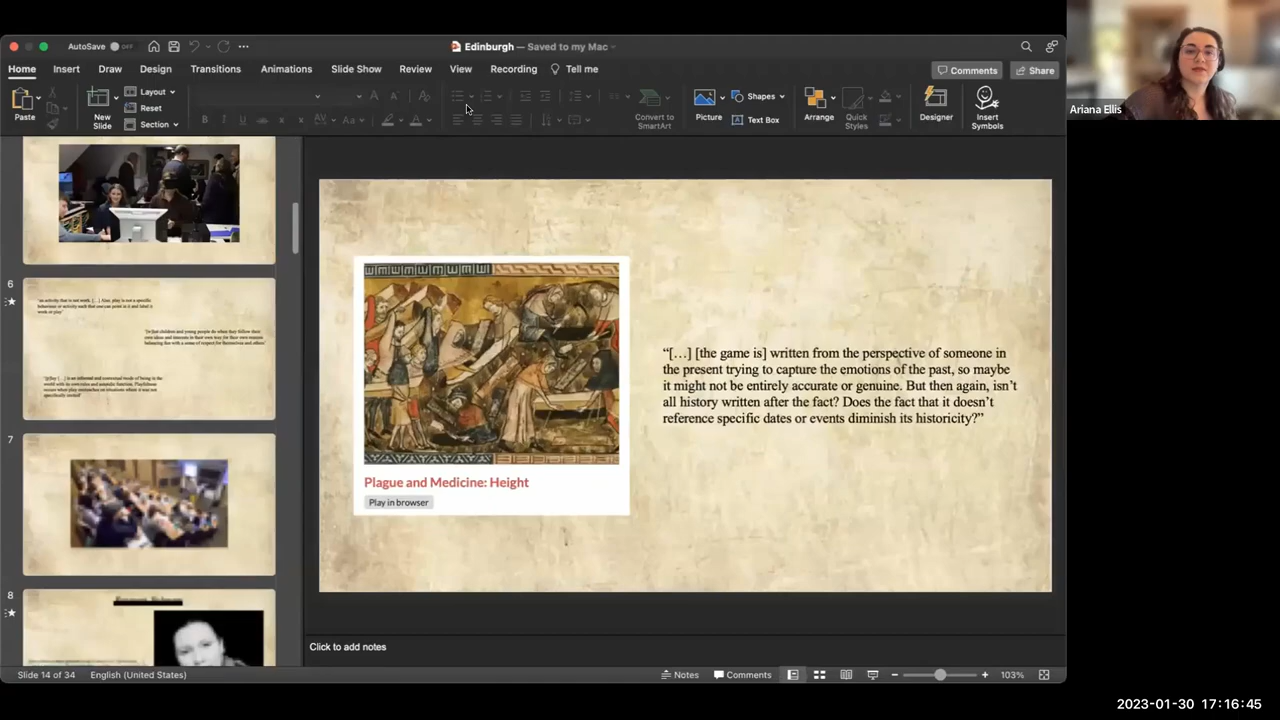 AutoSave
OFF
Edinburgh — Saved to my Mac
Home
Insert
Draw
Design
Transitions
Animations
Slide Show
Review
View
Recording
Tell me
Comments
Share
Paste
New
Slide
Layout
Reset
Section
Convert to
SmartArt
Picture
Shapes
Text Box
Arrange
Quick
Styles
Designer
Insert
Symbols
Ariana Ellis
6
7
8
“[…] [the game is] written from the perspective of someone in
the present trying to capture the emotions of the past, so maybe
it might not be entirely accurate or genuine. But then again, isn’t
all history written after the fact? Does the fact that it doesn’t
reference specific dates or events diminish its historicity?”
Plague and Medicine: Height
Play in browser
Click to add notes
Slide 14 of 34
English (United States)
Notes
Comments
103%
2023-01-30 17:16:45